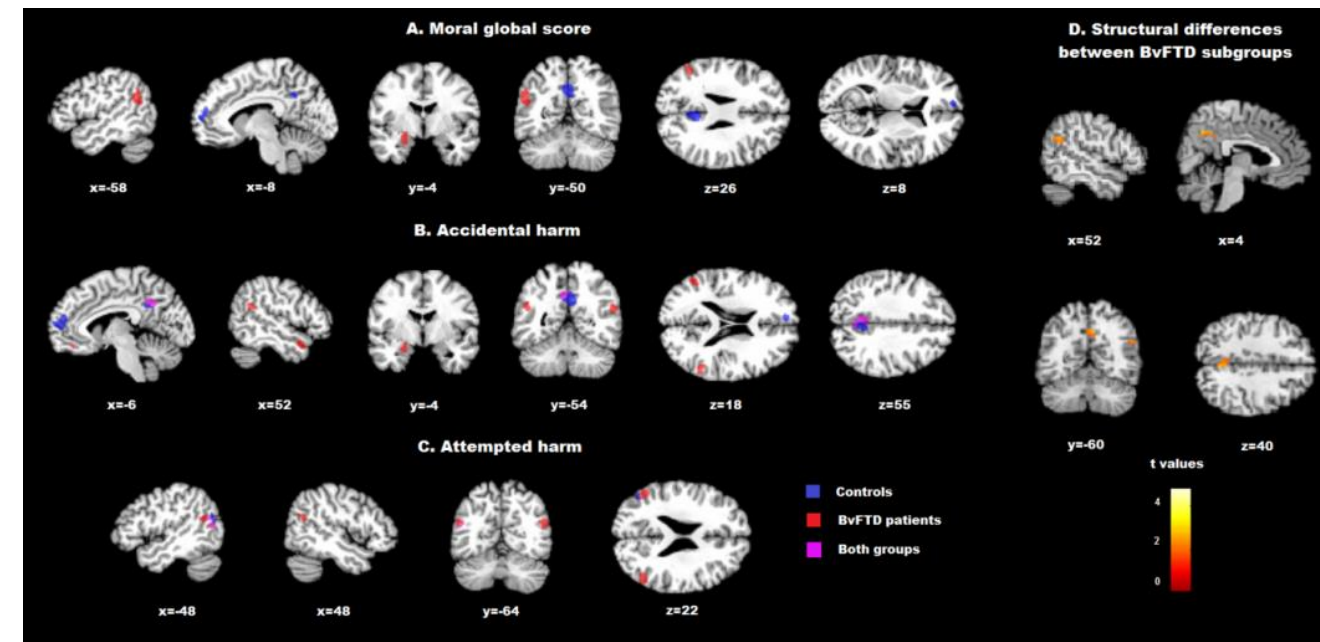 A. Moral global score
x=-58
x=-8
y=-4
y=-50
z=26
z=8
B. Accidental harm
x=-6
x=52
y=-4
y=-54
z=18
z=55
C. Attempted harm
x=-48
x=48
y=-64
z=22
Controls
BvFTD patients
Both groups
D. Structural differences
between BvFTD subgroups
x=52
x=4
y=-60
z=40
t values
4
2
0